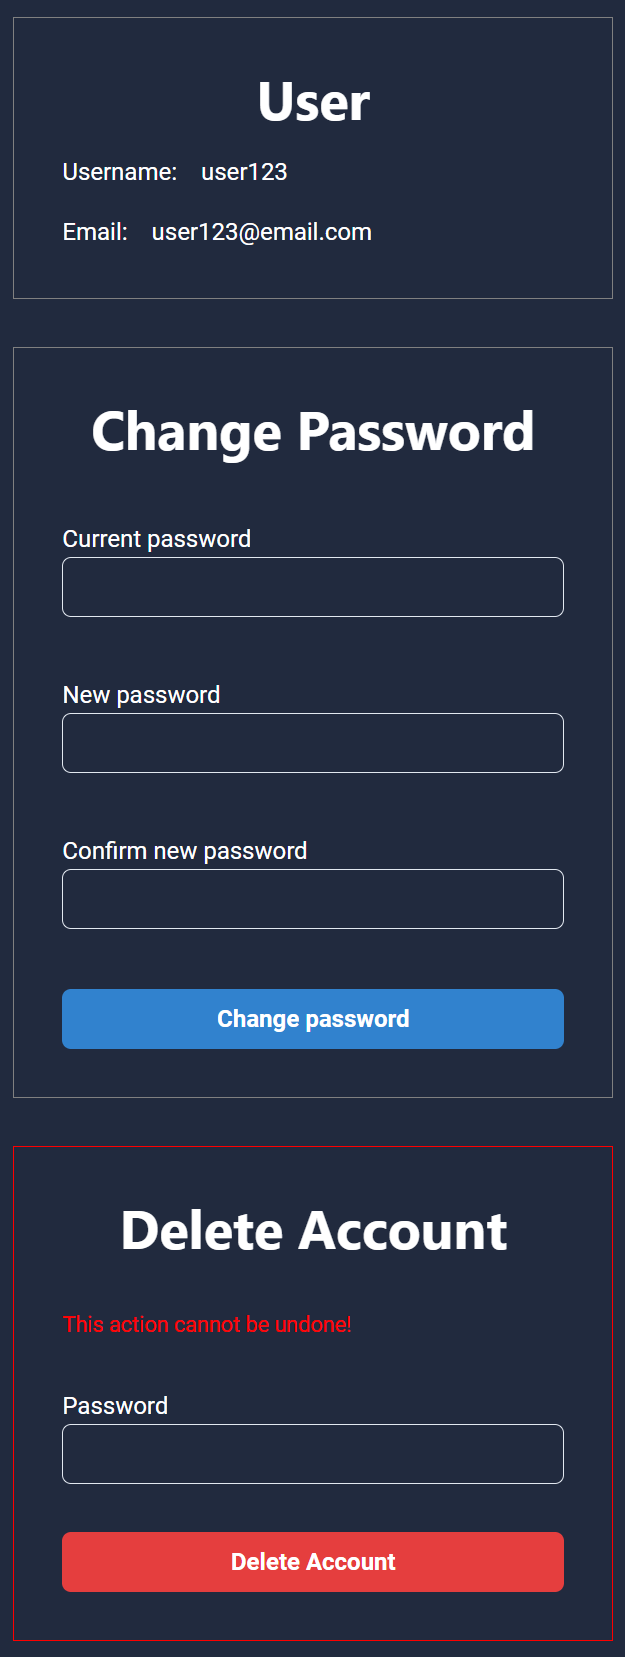 User
Username: user123
Email: user123@email.com
Change Password
Current password
New password
Confirm new password
Change password
Delete Account
This action cannot be undone!
Password
Delete Account